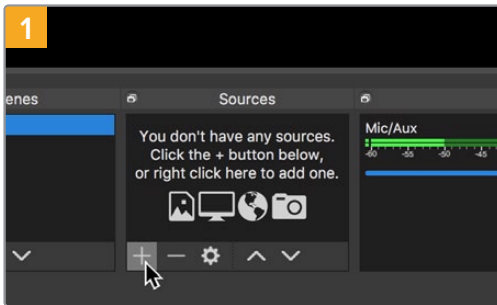 1
enes
Sources
You don't have any sources.
Click the + button below,
or right click here to add one.
Mic/Aux
-60 -55 -50 -45